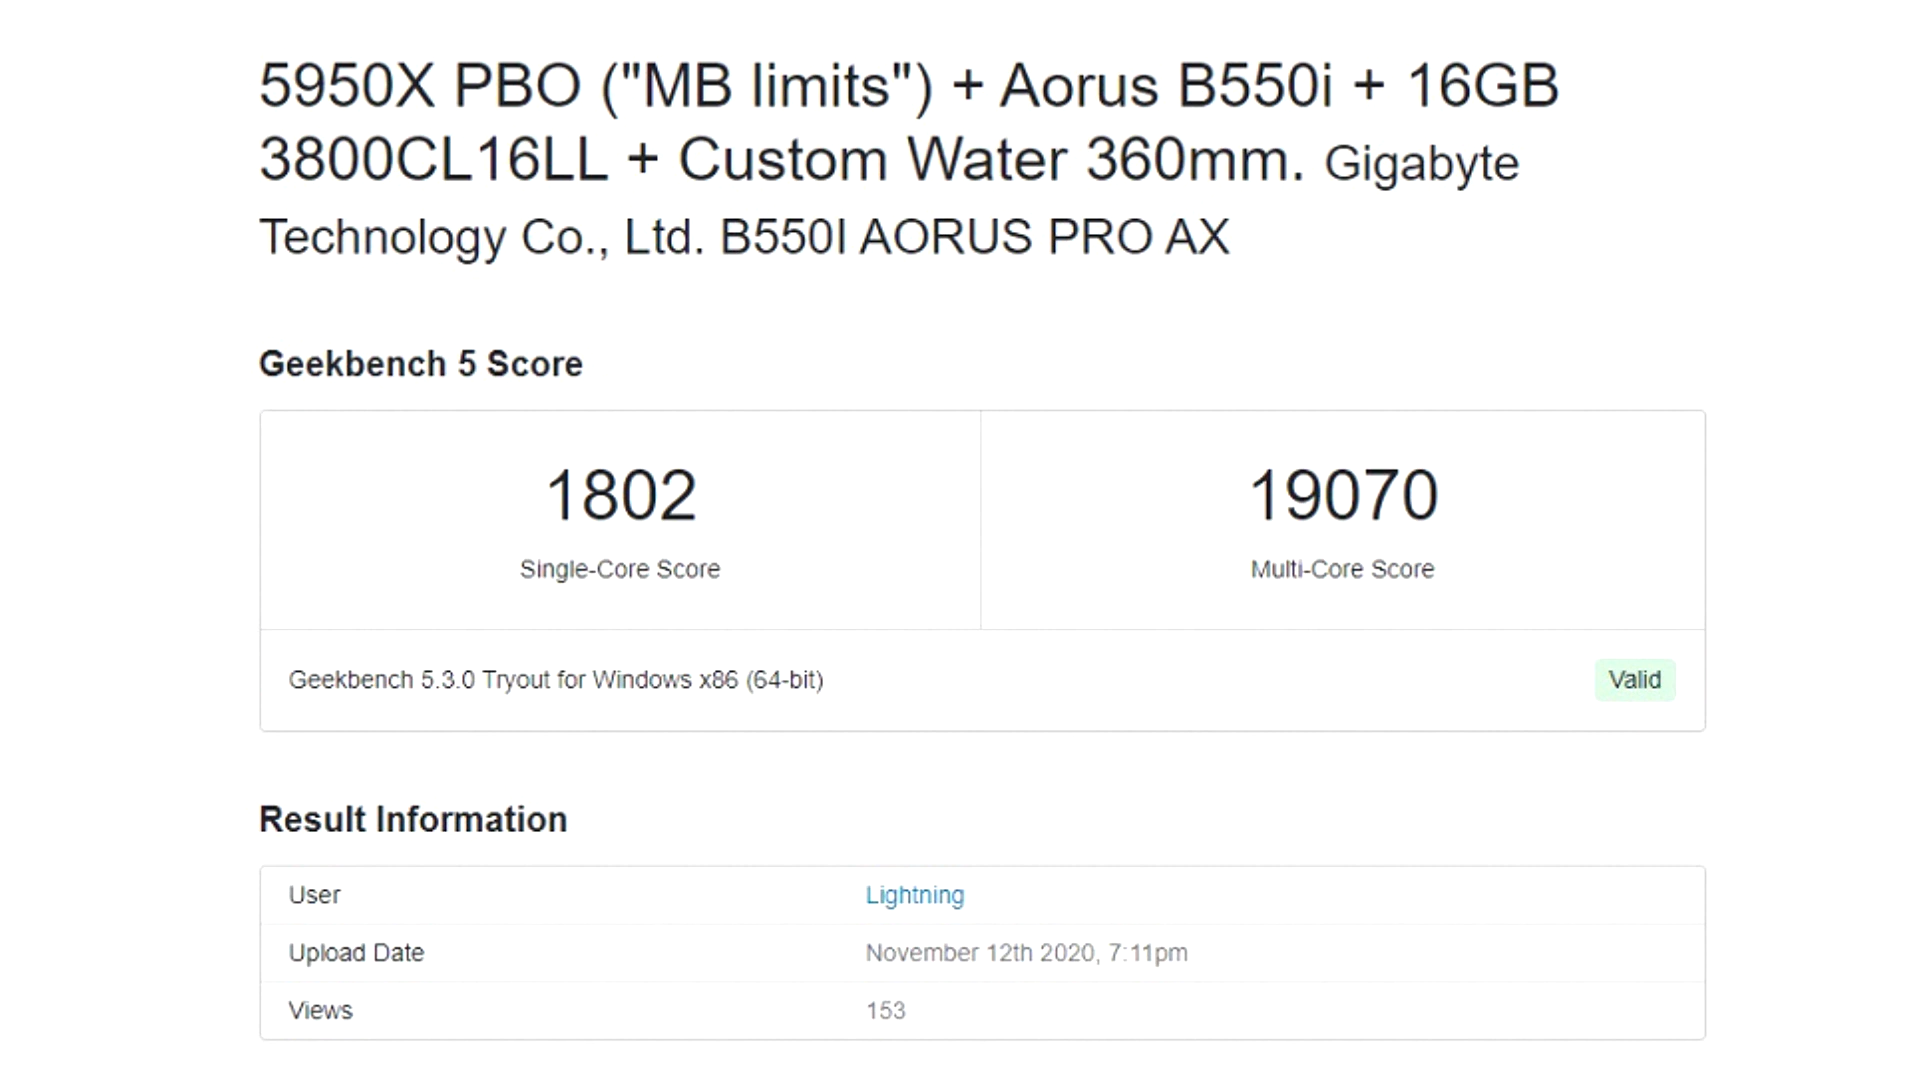 5950X PBO ("MB limits") + Aorus B550i + 16GB
3800CL16LL + Custom Water 360mm. Gigabyte
Technology Co., Ltd. B550I AORUS PRO AX
Geekbench 5 Score
1802
Single-Core Score
19070
Multi-Core Score
Geekbench 5.3.0 Tryout for Windows x86 (64-bit)
Valid
Result Information
User
Lightning
Upload Date
November 12th 2020, 7:11pm
Views
153